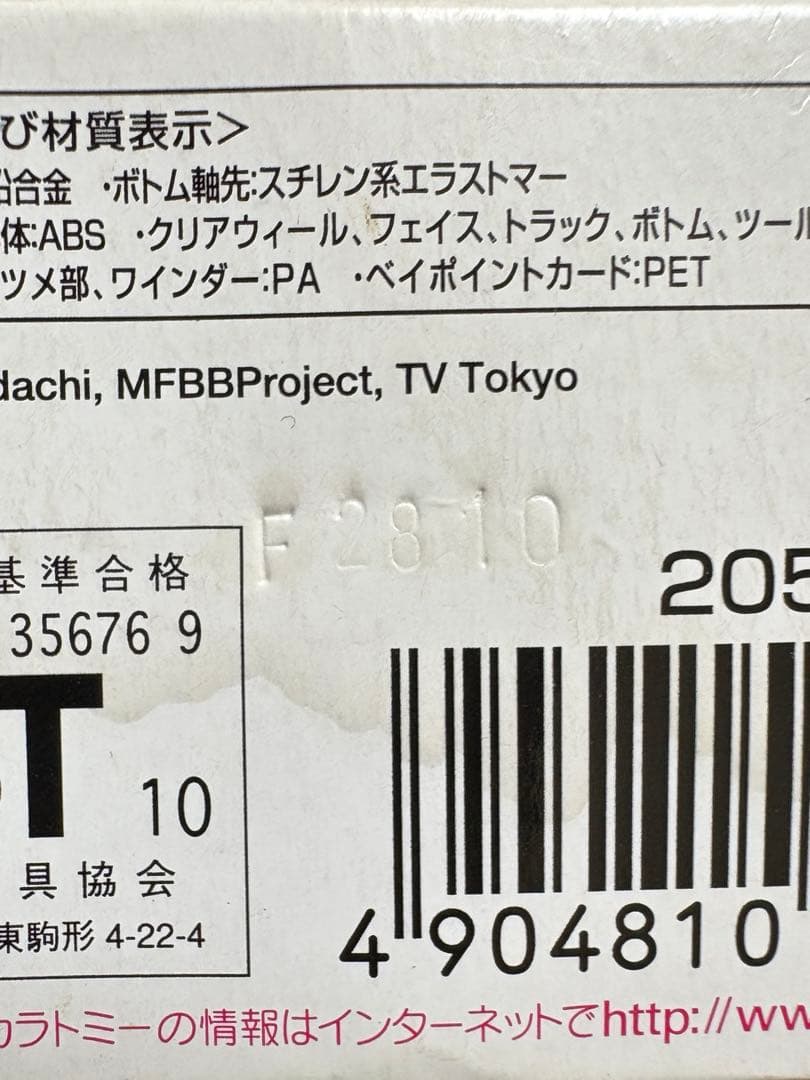 び材質表示＞
鉛合金 ・ボトム軸先:スチレン系エラストマー
体:ABS ・クリアウィール、フェイス、トラック、ボトム、ツール
ツメ部、ワインダー:PA ・ベイポイントカード:PET
dachi, MFBBProject, TV Tokyo
F2810
基準合格
35676 9
ST
10
具協会
東駒形 4-22-4
205
4 904810
カラトミーの情報はインターネットでhttp://ww